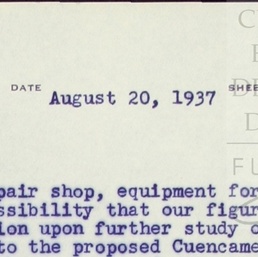 DATE
August 20, 1937
pair shop, equipment for
ssibility that our figur
ion upon further study o
to the proposed Cuencame